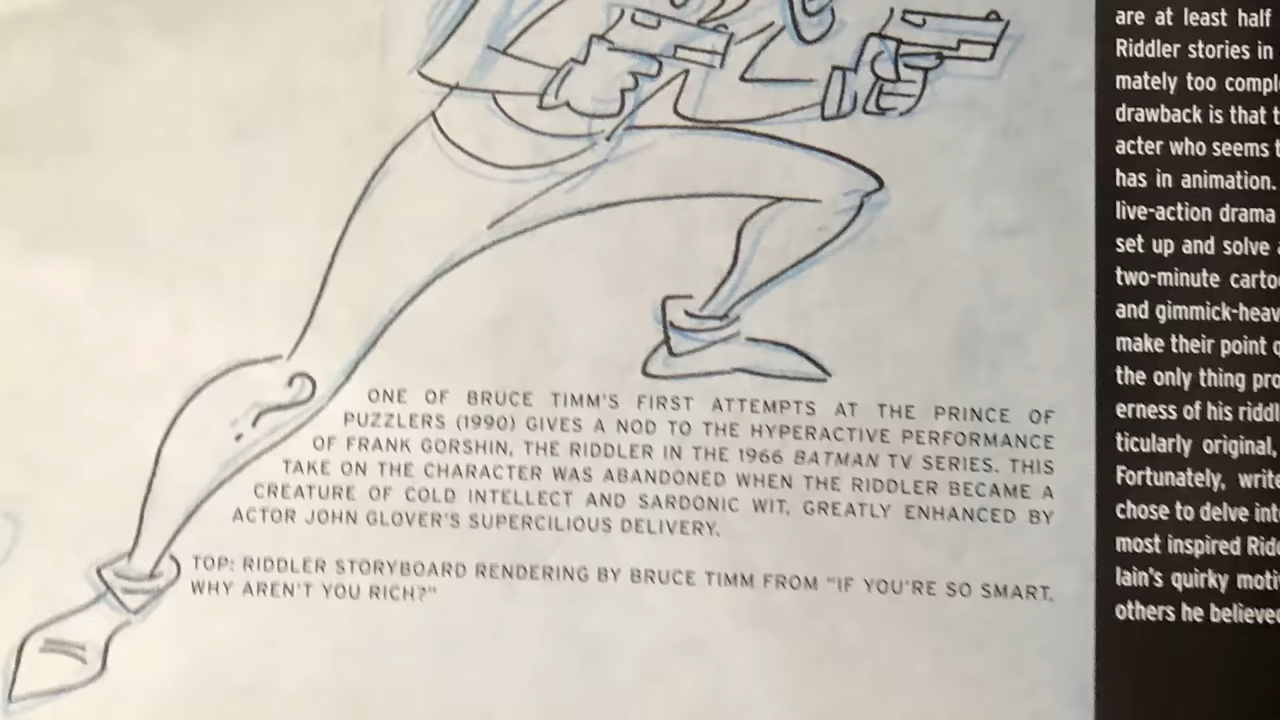 ?
ONE OF BRUCE TIMM'S FIRST ATTEMPTS AT THE PRINCE OF
PUZZLERS (1990) GIVES A NOD TO THE HYPERACTIVE PERFORMANCE
OF FRANK GORSHIN, THE RIDDLER IN THE 1966 BATMAN TV SERIES. THIS
TAKE ON THE CHARACTER WAS ABANDONED WHEN THE RIDDLER BECAME A
CREATURE OF COLD INTELLECT AND SARDONIC WIT, GREATLY ENHANCED BY
ACTOR JOHN GLOVER'S SUPERCILIOUS DELIVERY.
TOP: RIDDLER STORYBOARD RENDERING BY BRUCE TIMM FROM "IF YOU'RE SO SMART,
WHY AREN'T YOU RICH?"
are at least half
Riddler stories in
mately too compl
drawback is that t
acter who seems t
has in animation.
live-action drama
set up and solve a
two-minute carto
and gimmick-heav
make their point o
the only thing pro
erness of his riddl
ticularly original,
Fortunately, write
chose to delve int
most inspired Rid
lain's quirky moti
others he believe